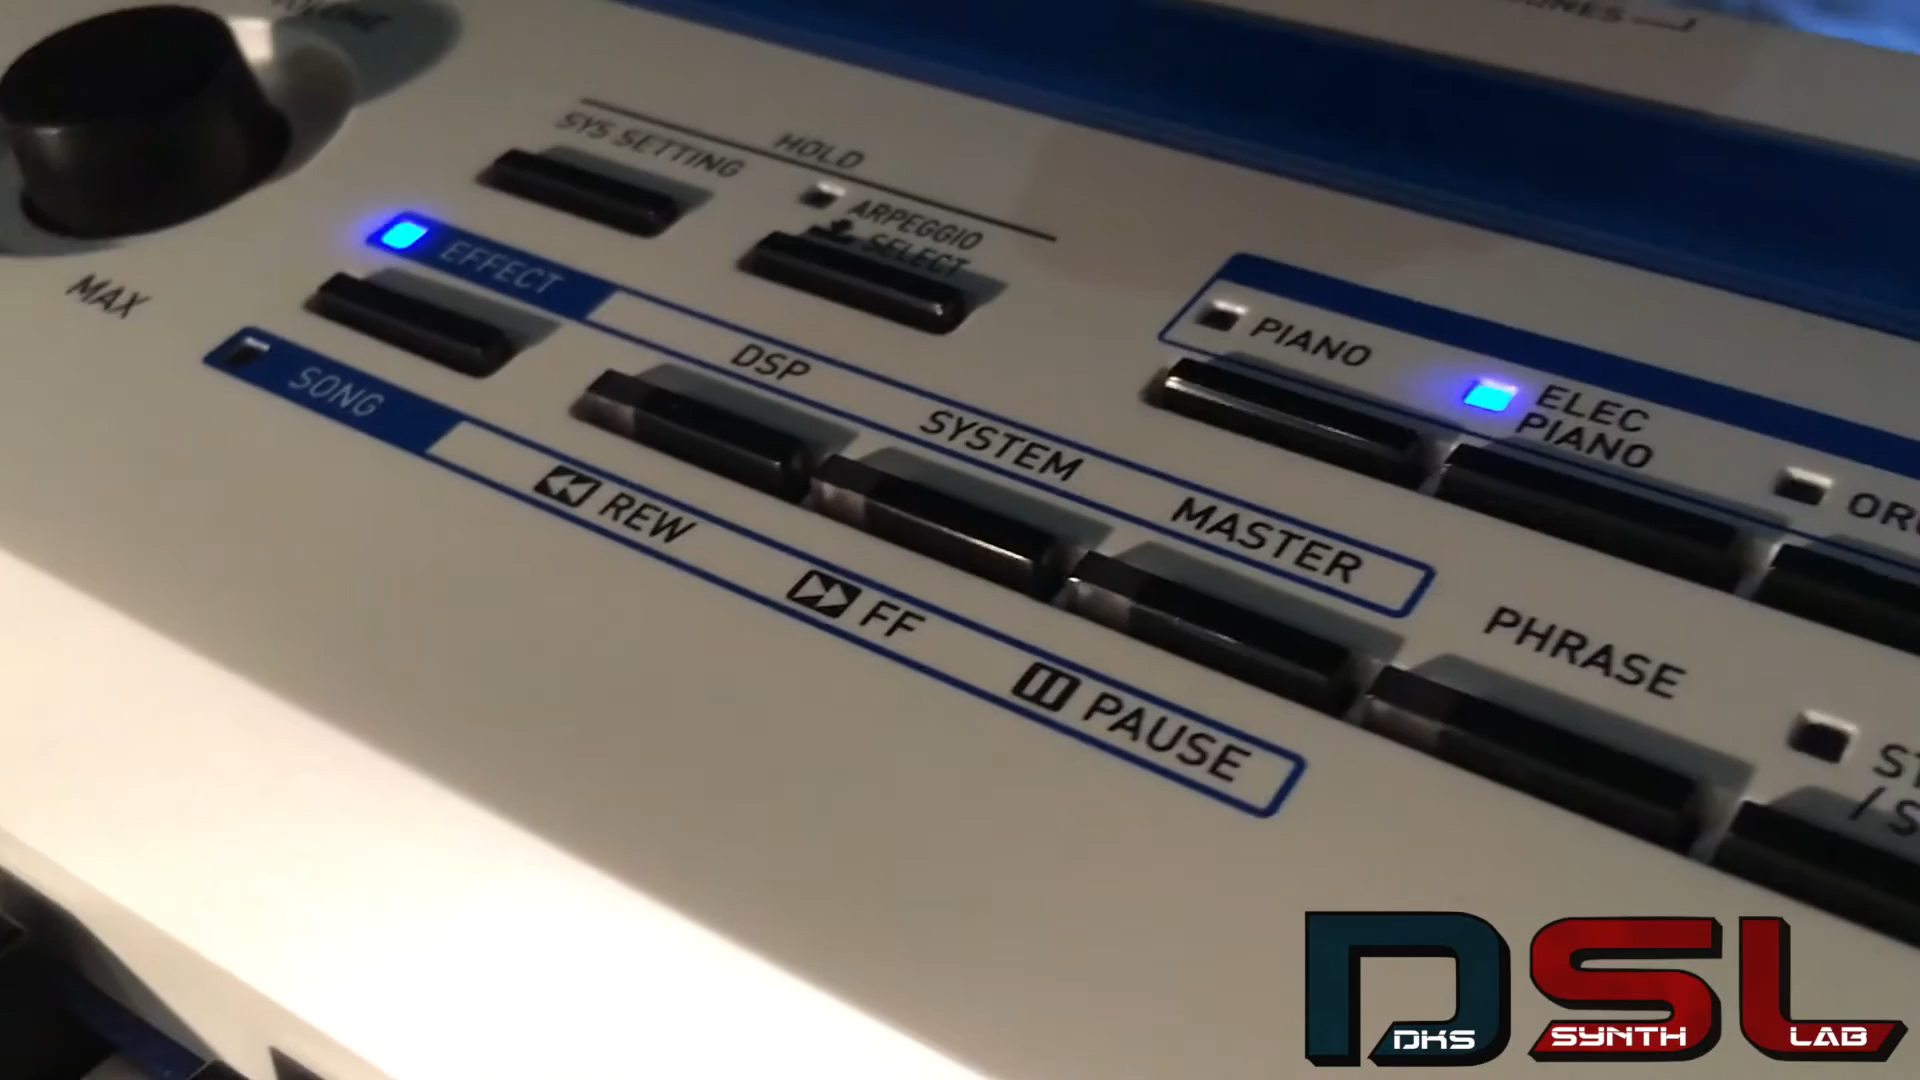 SYS SETTING
HOLD
ARPEGGIO
SELECT
MAX
EFFECT
DSP
SYSTEM
MASTER
SONG
REW
FF
PAUSE
PIANO
ELEC
PIANO
PHRASE
DSL
DKS SYNTH LAB